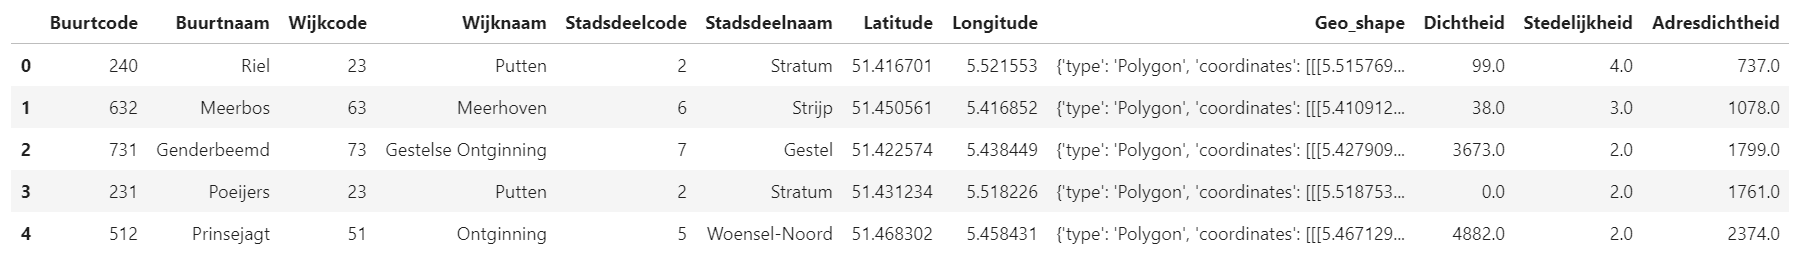 Buurtcode Buurtnaam Wijkcode Wijknaam Stadsdeelcode Stadsdeelnaam Latitude Longitude Geo_shape Dichtheid Stedelijkheid Adresdichtheid
0 240 Riel 23 Putten 2 Stratum 51.416701 5.521553 {'type': 'Polygon', 'coordinates': [[[5.515769... 99.0 4.0 737.0
1 632 Meerbos 63 Meerhoven 6 Strijp 51.450561 5.416852 {'type': 'Polygon', 'coordinates': [[[5.410912... 38.0 3.0 1078.0
2 731 Genderbeemd 73 Gestelse Ontginning 7 Gestel 51.422574 5.438449 {'type': 'Polygon', 'coordinates': [[[5.427909... 3673.0 2.0 1799.0
3 231 Poeijers 23 Putten 2 Stratum 51.431234 5.518226 {'type': 'Polygon', 'coordinates': [[[5.518753... 0.0 2.0 1761.0
4 512 Prinsejagt 51 Ontginning 5 Woensel-Noord 51.468302 5.458431 {'type': 'Polygon', 'coordinates': [[[5.467129... 4882.0 2.0 2374.0